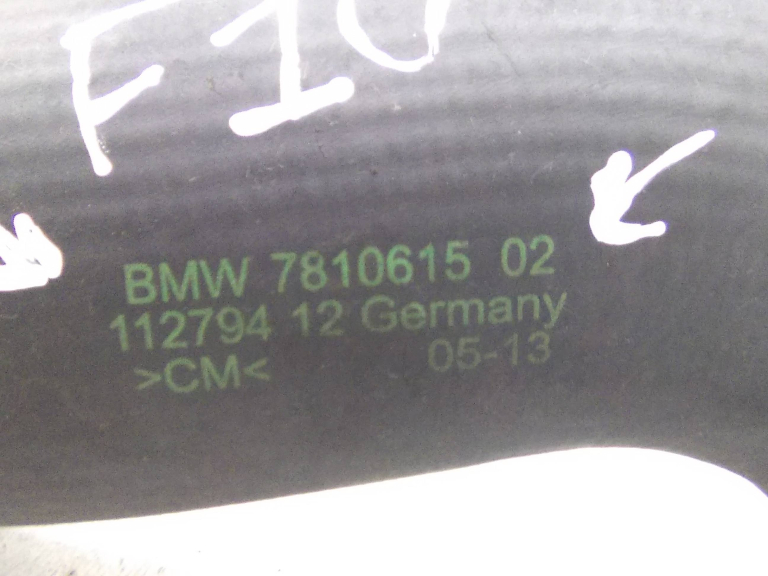 F10
BMW 7810615 02
112794 12 Germany
>CM< 05-13